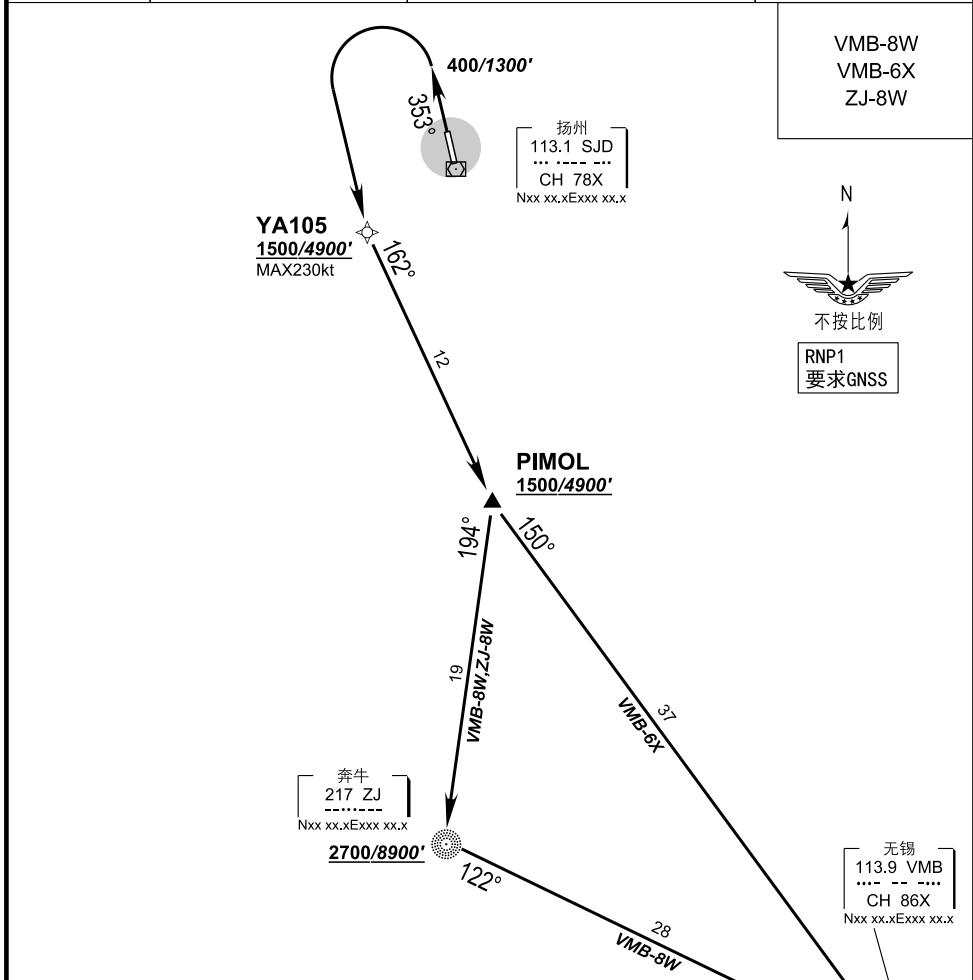 VMB-8W
VMB-6X
ZJ-8W
400/1300'
353°
扬州
113.1 SJD
CH 78X
Nxx xx.xExxx xx.x
N
YA105
1500/4900'
MAX230kt
162°
不按比例
RNP1
要求GNSS
12
PIMOL
1500/4900'
194°
150°
19
VMB-8W,ZJ-8W
37
VMB-6X
奔牛
217 ZJ
Nxx xx.xExxx xx.x
2700/8900'
122°
无锡
113.9 VMB
CH 86X
Nxx xx.xExxx xx.x
28
VMB-8W